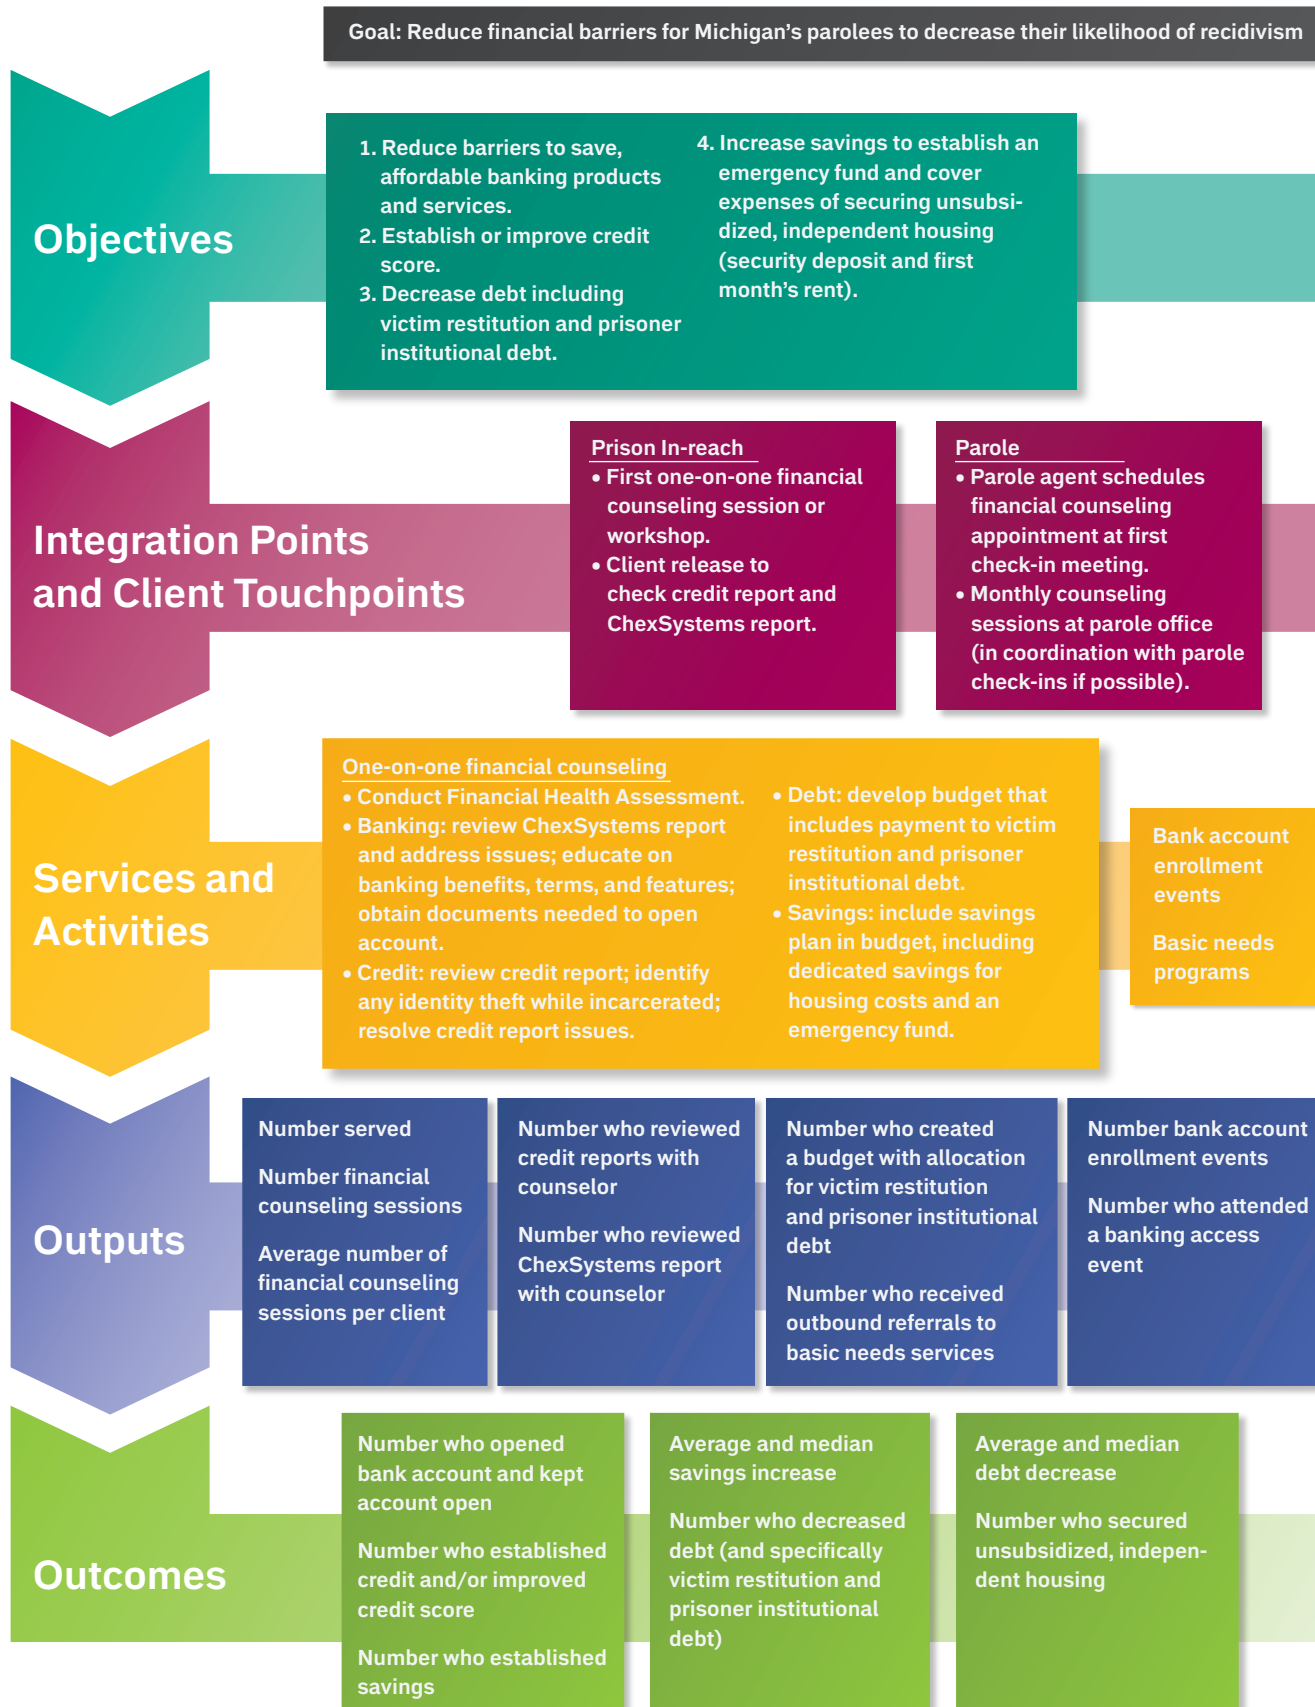 Goal: Reduce financial barriers for Michigan’s parolees to decrease their likelihood of recidivism
Objectives
1. Reduce barriers to save,
affordable banking products
and services.
2. Establish or improve credit
score.
3. Decrease debt including
victim restitution and prisoner
institutional debt.
4. Increase savings to establish an
emergency fund and cover
expenses of securing unsubsi-
dized, independent housing
(security deposit and first
month’s rent).
Integration Points
and Client Touchpoints
Prison In-reach
• First one-on-one financial
counseling session or
workshop.
• Client release to
check credit report and
ChexSystems report.
Parole
• Parole agent schedules
financial counseling
appointment at first
check-in meeting.
• Monthly counseling
sessions at parole office
(in coordination with parole
check-ins if possible).
Services and
Activities
One-on-one financial counseling
• Conduct Financial Health Assessment.
• Banking: review ChexSystems report
and address issues; educate on
banking benefits, terms, and features;
obtain documents needed to open
account.
• Credit: review credit report; identify
any identity theft while incarcerated;
resolve credit report issues.
• Debt: develop budget that
includes payment to victim
restitution and prisoner
institutional debt.
• Savings: include savings
plan in budget, including
dedicated savings for
housing costs and an
emergency fund.
Bank account
enrollment
events
Basic needs
programs
Outputs
Number served
Number financial
counseling sessions
Average number of
financial counseling
sessions per client
Number who reviewed
credit reports with
counselor
Number who reviewed
ChexSystems report
with counselor
Number who created
a budget with allocation
for victim restitution
and prisoner institutional
debt
Number who received
outbound referrals to
basic needs services
Number bank account
enrollment events
Number who attended
a banking access
event
Outcomes
Number who opened
bank account and kept
account open
Number who established
credit and/or improved
credit score
Number who established
savings
Average and median
savings increase
Number who decreased
debt (and specifically
victim restitution and
prisoner institutional
debt)
Average and median
debt decrease
Number who secured
unsubsidized, indepen-
dent housing